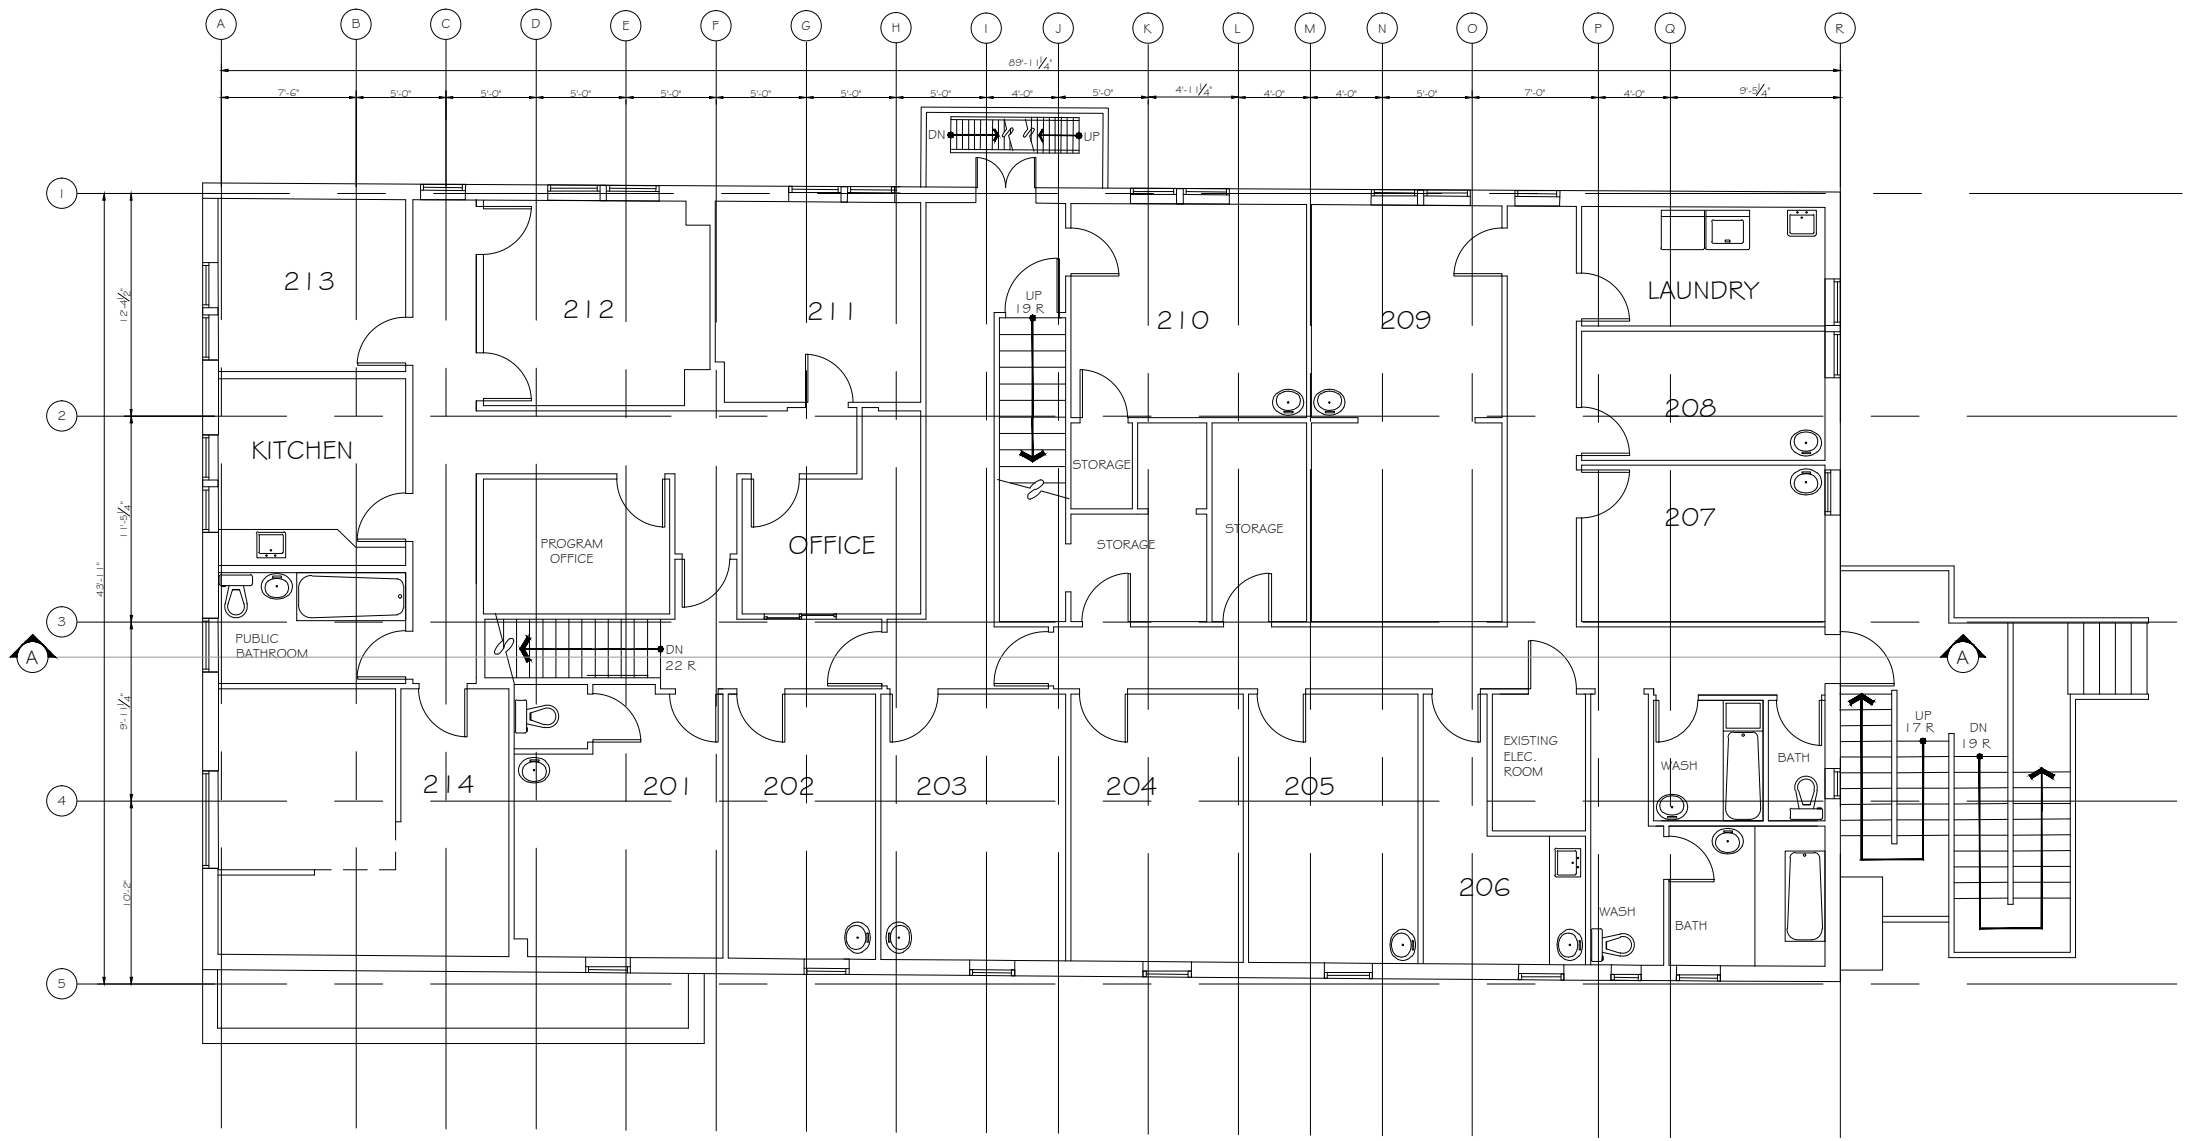 A B C D E F G H I J K L M N O P Q R
89'-11 1/4"
7'-6" 5'-0" 5'-0" 5'-0" 5'-0" 5'-0" 5'-0" 5'-0" 4'-0" 5'-0" 4'-11 1/4" 4'-0" 4'-0" 5'-0" 7'-0" 4'-0" 9'-5 1/4"
DN UP
1
213
212
211
UP
19 R
210
209
LAUNDRY
12'-4 1/2"
2
208
KITCHEN
STORAGE
207
11'-5 1/4"
PROGRAM
OFFICE
OFFICE
STORAGE
STORAGE
43'-11"
3
PUBLIC
BATHROOM
A
DN
22 R
A
9'-11 1/4"
UP
17 R
DN
19 R
EXISTING
ELEC.
ROOM
WASH
BATH
214
201
202
203
204
205
4
206
10'-2"
WASH
BATH
5